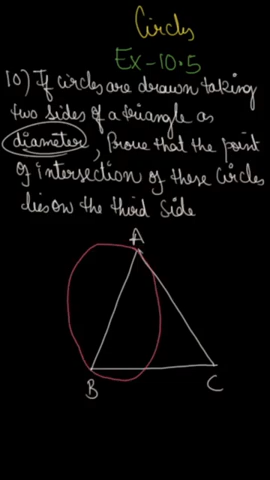 Circles
Ex-10.5
10) If circles are drawn taking
two sides of a triangle as
diameter, Prove that the point
of intersection of these circles
lies on the third side
A
B
C